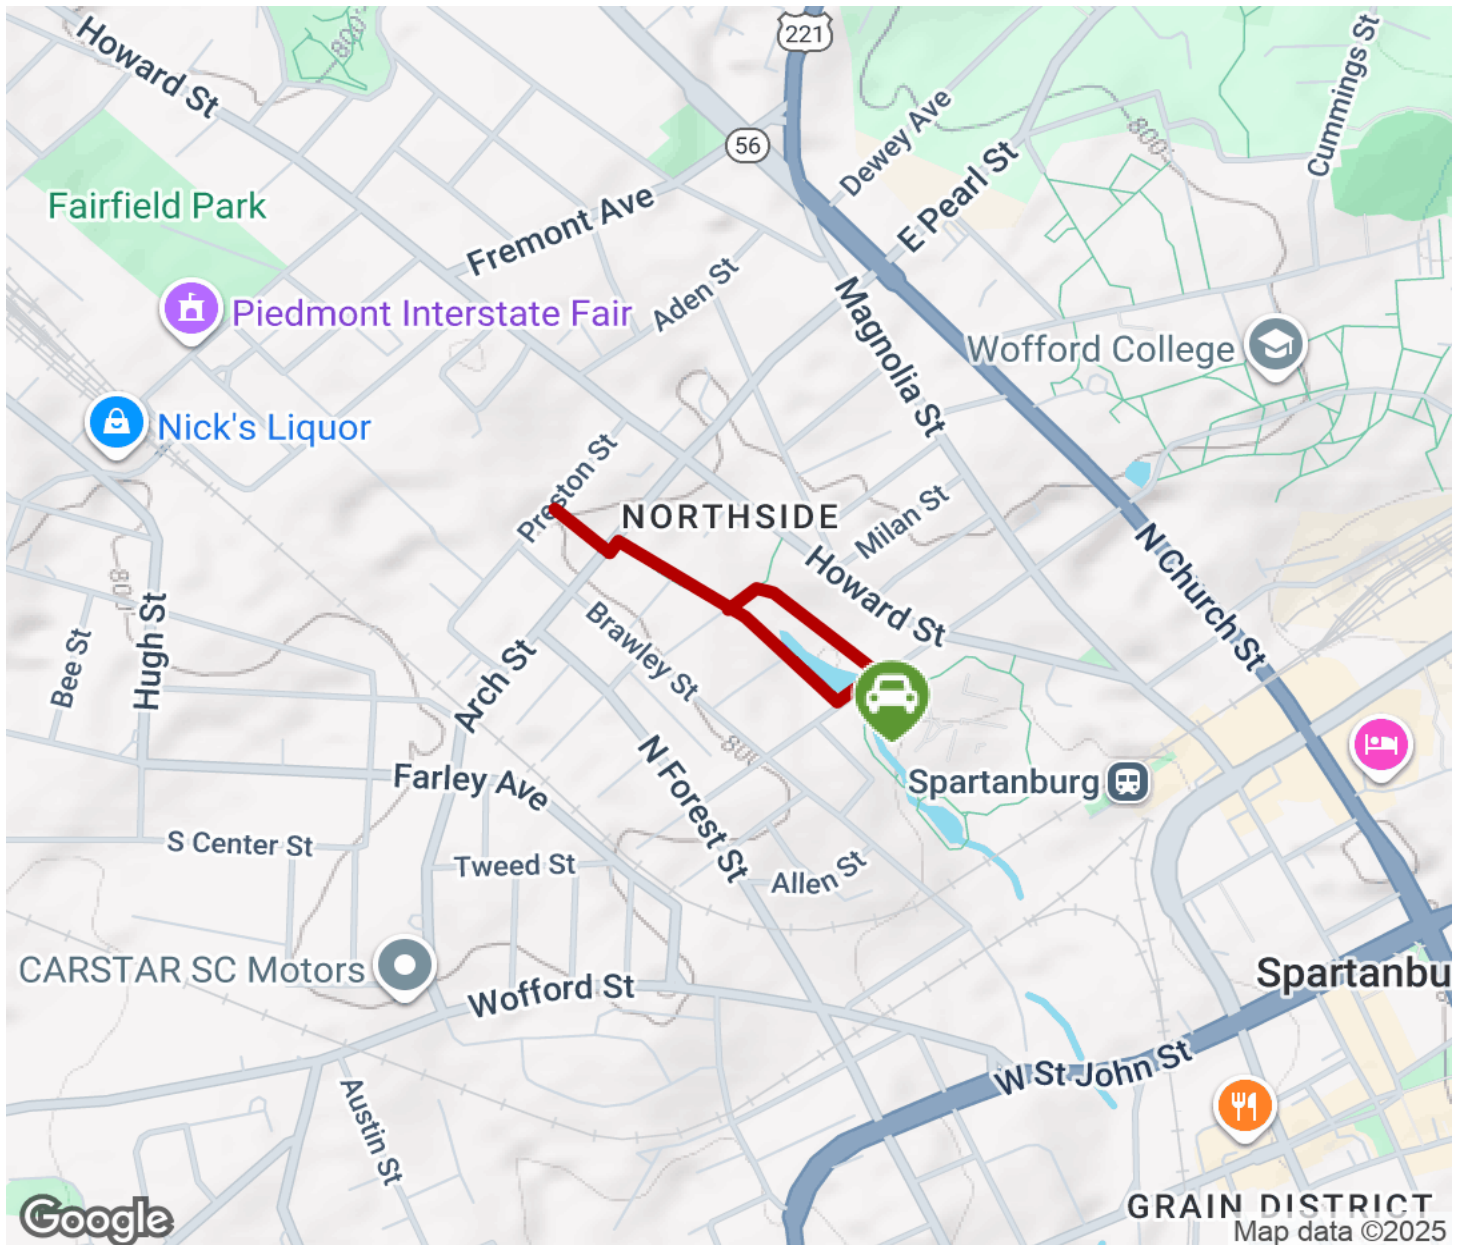 Howard St
800
221
56
Dewey Ave
Cummings St
800
E Pearl St
Fairfield Park
Fremont Ave
Aden St
Piedmont Interstate Fair
Magnolia St
Wofford College
Nick's Liquor
Preston St
NORTHSIDE
Milan St
Howard St
N Church St
800
Hugh St
Bee St
Brawley St
Arch St
800
N Forest St
Farley Ave
Spartanburg
S Center St
Tweed St
Allen St
CARSTAR SC Motors
Wofford St
Spartanbu
W St John St
Austin St
GRAIN DISTRICT
Google
Map data ©2025